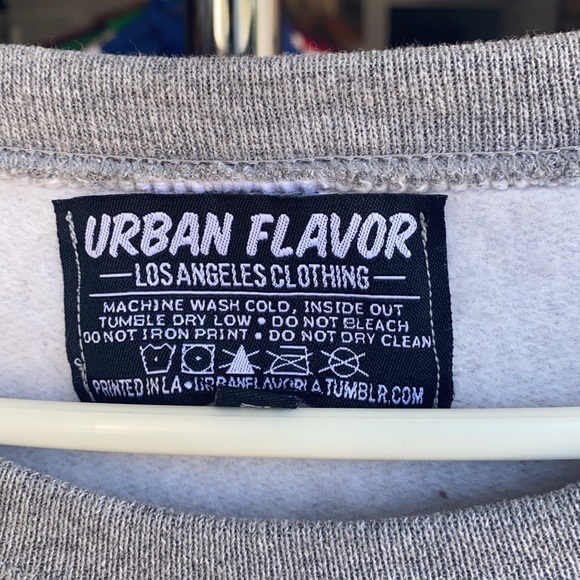 URBAN FLAVOR
LOS ANGELES CLOTHING
MACHINE WASH COLD, INSIDE OUT
TUMBLE DRY LOW • DO NOT BLEACH
DO NOT IRON PRINT • DO NOT DRY CLEAN
PRINTED IN LA • URBANFLAVORLA.TUMBLR.COM